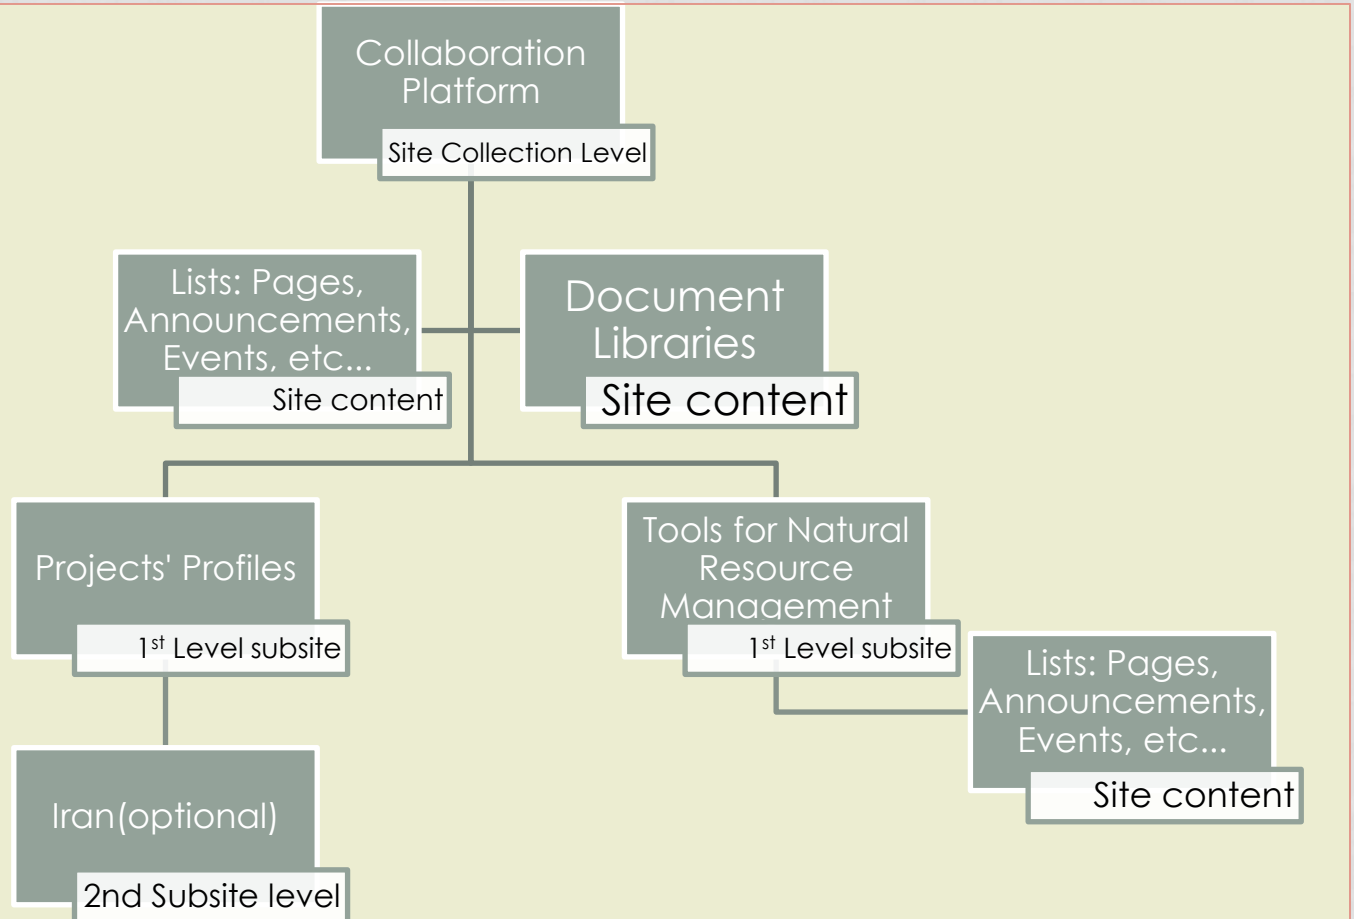 Collaboration
Platform
Site Collection Level
Lists: Pages,
Announcements,
Events, etc...
Site content
Document
Libraries
Site content
Projects' Profiles
1st Level subsite
Tools for Natural
Resource
Management
1st Level subsite
Lists: Pages,
Announcements,
Events, etc...
Site content
Iran(optional)
2nd Subsite level